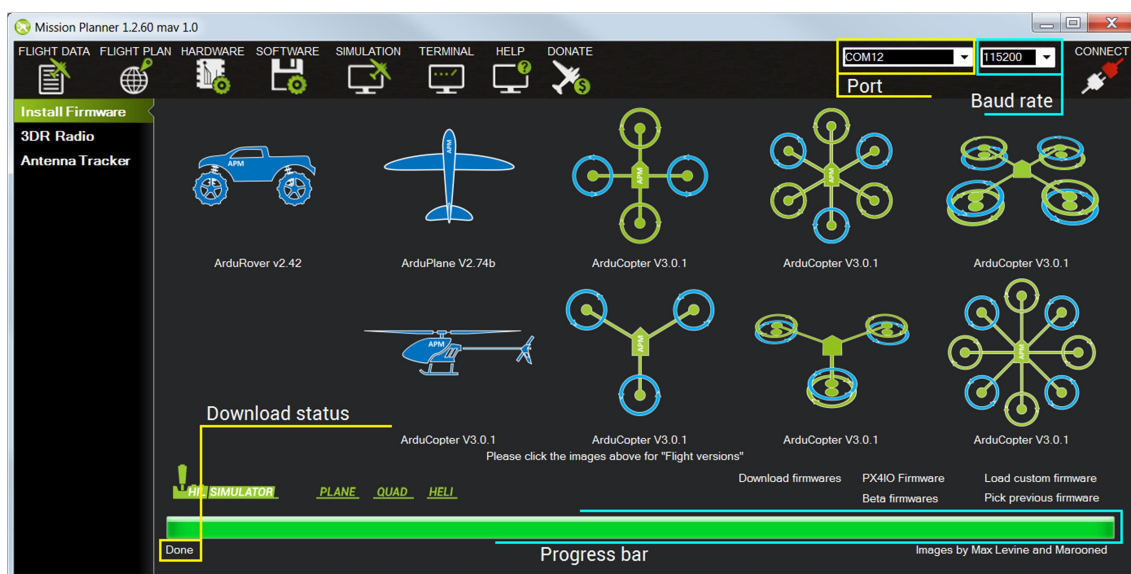 Mission Planner 1.2.60 mav 1.0
FLIGHT DATA FLIGHT PLAN HARDWARE SOFTWARE SIMULATION TERMINAL HELP DONATE
COM12 115200 CONNECT
Port
Baud rate
Install Firmware
3DR Radio
Antenna Tracker
APM APM APM APM
ArduRover v2.42 ArduPlane V2.74b ArduCopter V3.0.1 ArduCopter V3.0.1 ArduCopter V3.0.1
APM APM APM
Download status
ArduCopter V3.0.1 ArduCopter V3.0.1 ArduCopter V3.0.1 ArduCopter V3.0.1
Please click the images above for "Flight versions"
Download firmwares PX4IO Firmware Load custom firmware
HIL SIMULATOR PLANE QUAD HELI
Beta firmwares Pick previous firmware
Done
Progress bar
Images by Max Levine and Marooned